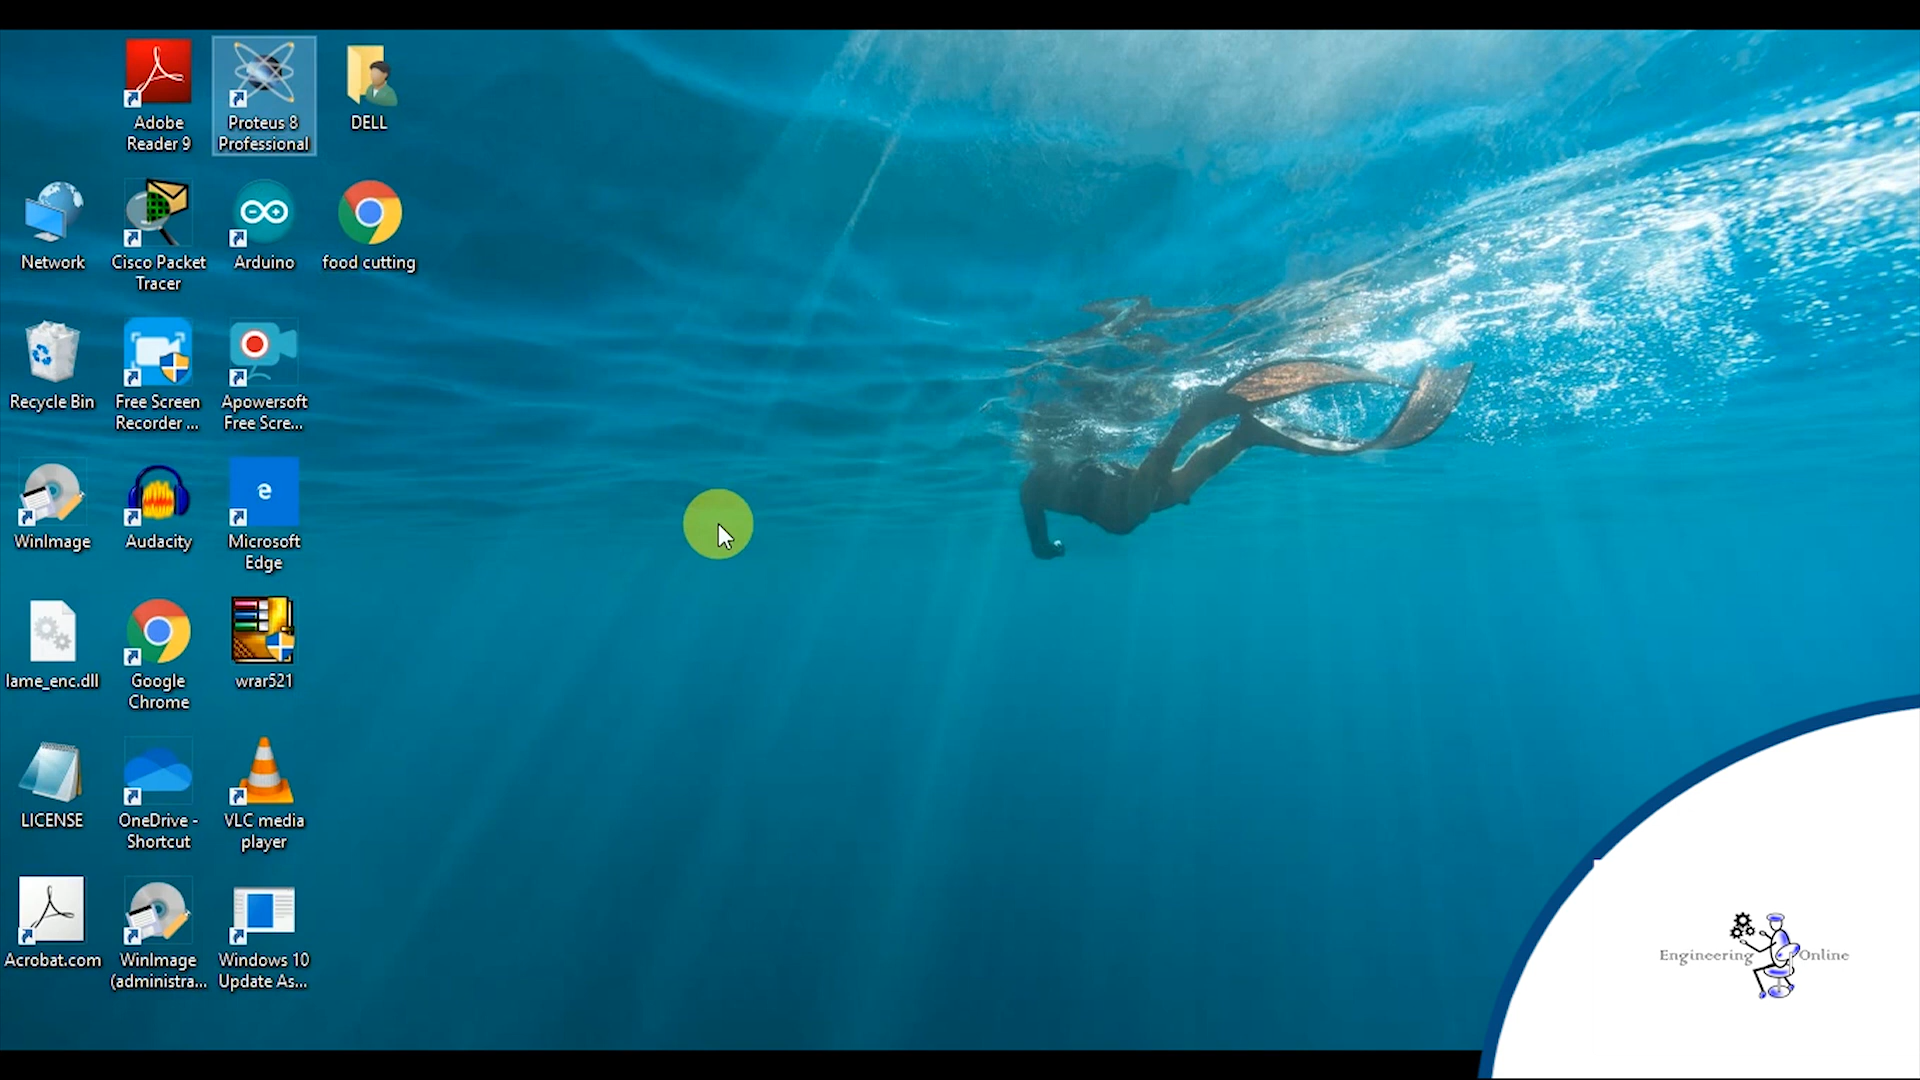 Adobe
Reader 9
Proteus 8
Professional
DELL
Network
Cisco Packet
Tracer
Arduino
food cutting
Recycle Bin
Free Screen
Recorder ...
Apowersoft
Free Scre...
WinImage
Audacity
Microsoft
Edge
lame_enc.dll
Google
Chrome
wrar521
LICENSE
OneDrive -
Shortcut
VLC media
player
Acrobat.com
WinImage
(administra...
Windows 10
Update As...
Engineering Online